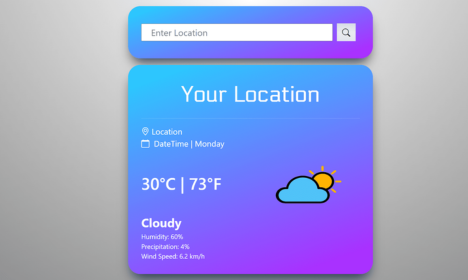 Enter Location
Your Location
Location
DateTime | Monday
30°C | 73°F
Cloudy
Humidity: 60%
Precipitation: 4%
Wind Speed: 6.2 km/h